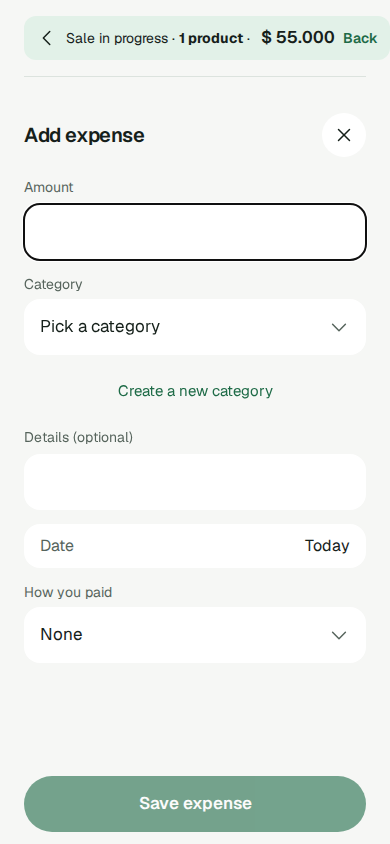 Sale in progress · 1 product · $ 55.000 Back
Add expense
Amount
Category
Pick a category
Create a new category
Details (optional)
Date Today
How you paid
None
Save expense